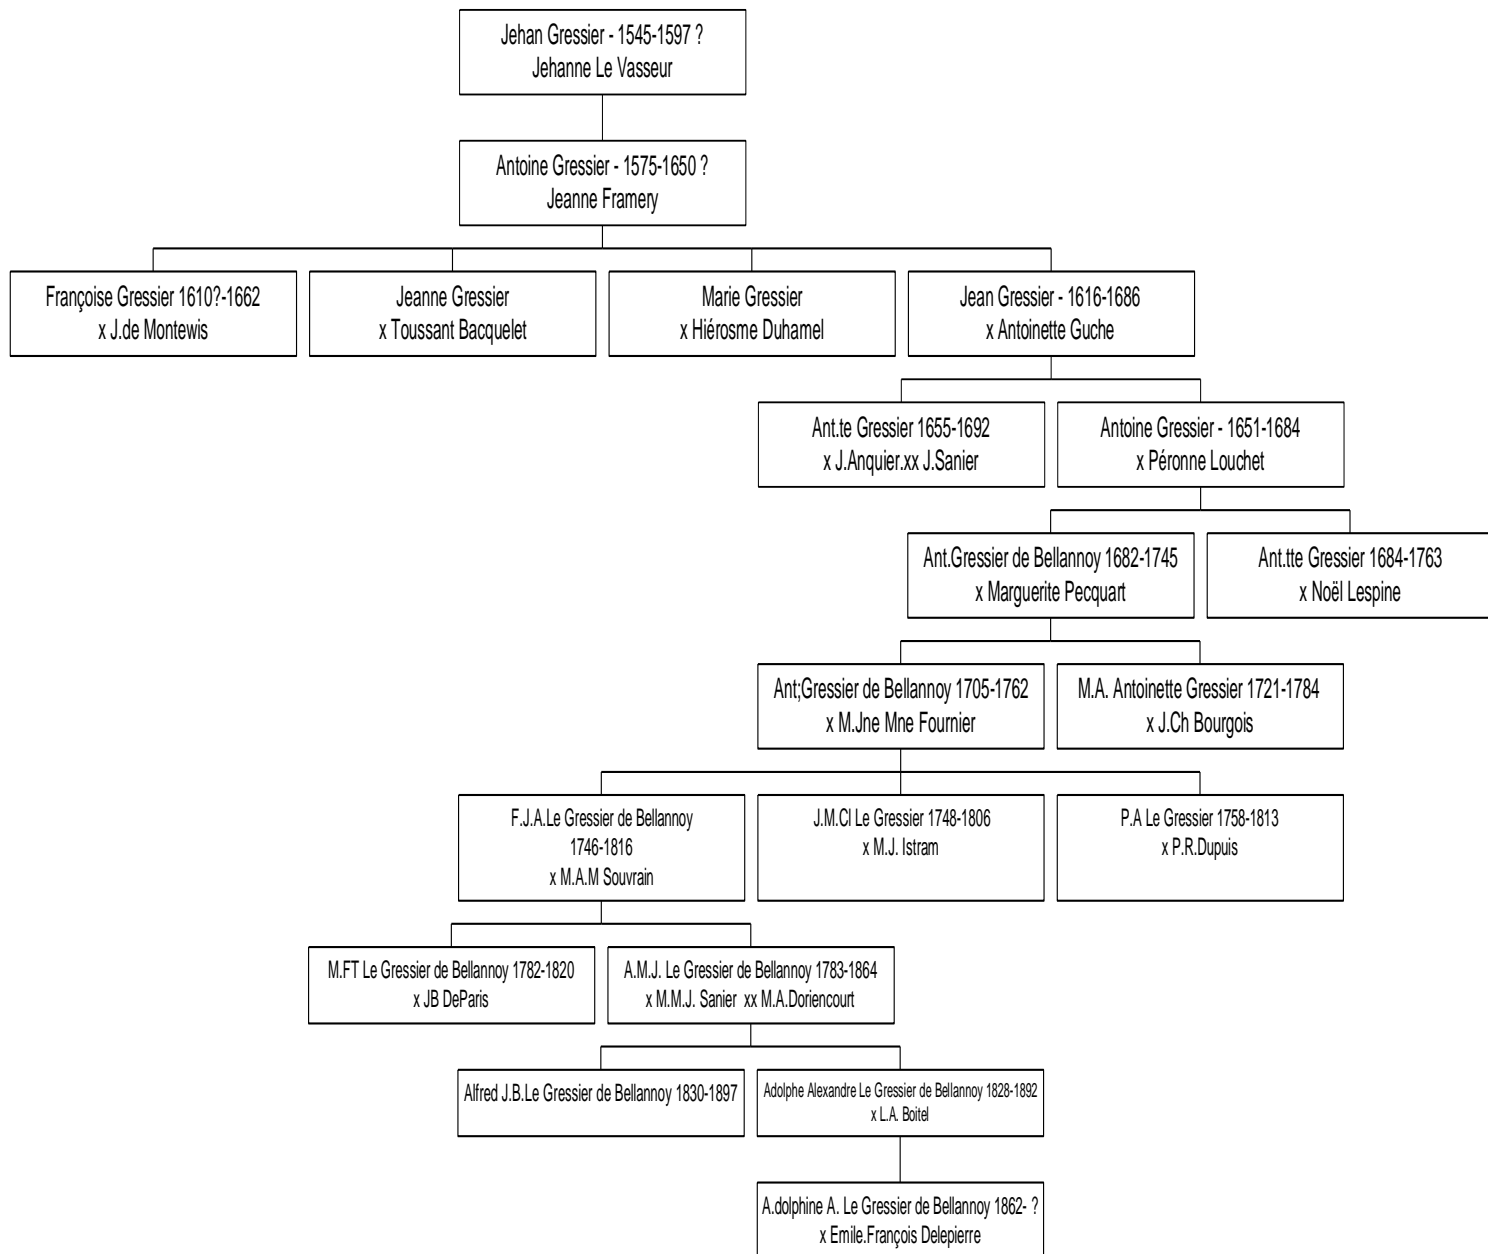 Jehan Gressier - 1545-1597 ?
Jehanne Le Vasseur
Antoine Gressier - 1575-1650 ?
Jeanne Framery
Françoise Gressier 1610?-1662
x J.de Montewis
Jeanne Gressier
x Toussant Bacquelet
Marie Gressier
x Hiérosme Duhamel
Jean Gressier - 1616-1686
x Antoinette Guche
Ant.te Gressier 1655-1692
x J.Anquier.xx J.Sanier
Antoine Gressier - 1651-1684
x Péronne Louchet
Ant.Gressier de Bellannoy 1682-1745
x Marguerite Pecquart
Ant.tte Gressier 1684-1763
x Noël Lespine
Ant;Gressier de Bellannoy 1705-1762
x M.Jne Mne Fournier
M.A. Antoinette Gressier 1721-1784
x J.Ch Bourgois
F.J.A.Le Gressier de Bellannoy
1746-1816
x M.A.M Souvrain
J.M.Cl Le Gressier 1748-1806
x M.J. Istram
P.A Le Gressier 1758-1813
x P.R.Dupuis
M.FT Le Gressier de Bellannoy 1782-1820
x JB DeParis
A.M.J. Le Gressier de Bellannoy 1783-1864
x M.M.J. Sanier xx M.A.Doriencourt
Alfred J.B.Le Gressier de Bellannoy 1830-1897
Adolphe Alexandre Le Gressier de Bellannoy 1828-1892
x L.A. Boitel
A.dolphine A. Le Gressier de Bellannoy 1862- ?
x Emile.François Delepierre